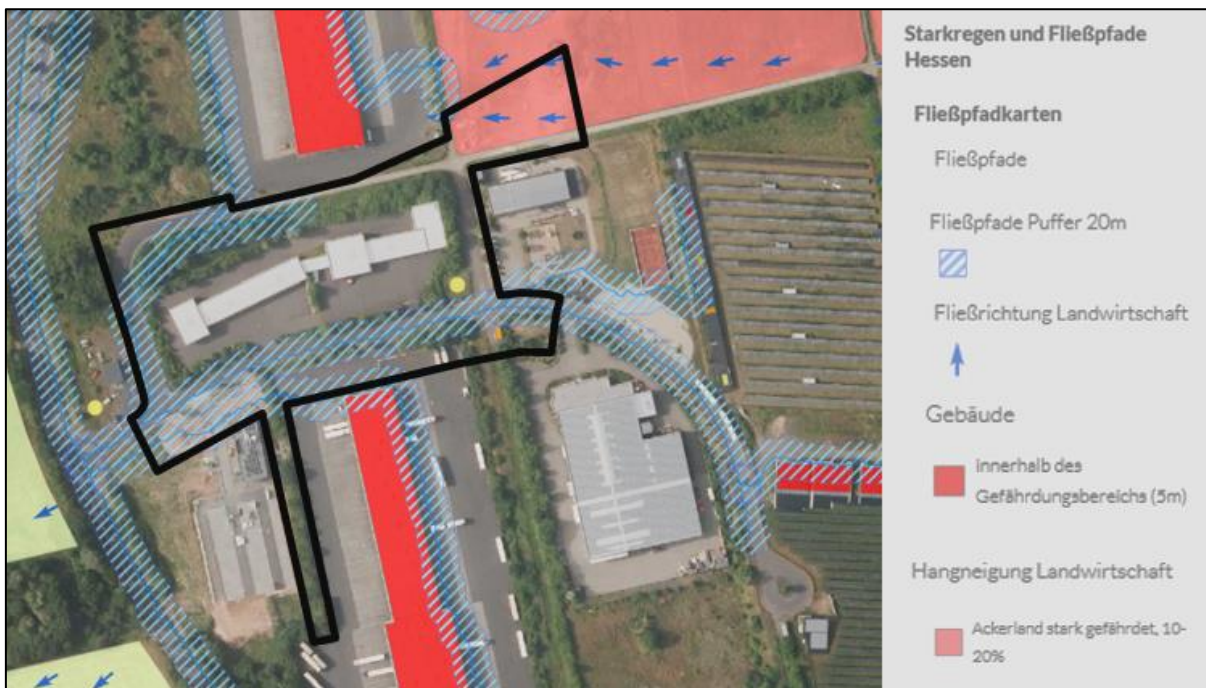 Starkregen und Fließpfade
Hessen
Fließpfadkarten
Fließpfade
Fließpfade Puffer 20m
Fließrichtung Landwirtschaft
Gebäude
Innerhalb des
Gefährdungsbereichs (5m)
Hangneigung Landwirtschaft
Ackerland stark gefährdet, 10-
20%